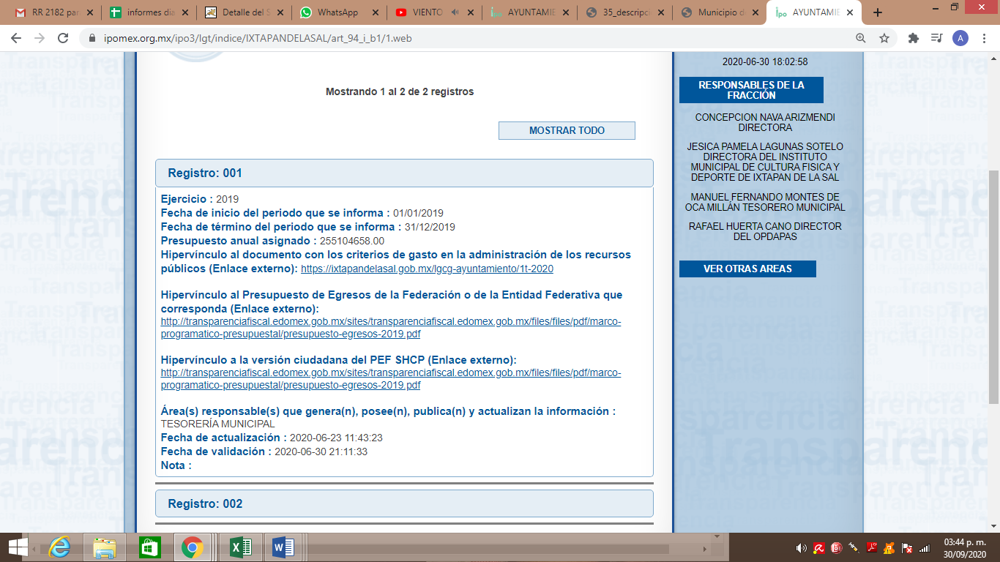 RR 2182 par
informes dia
Detalle del S
WhatsApp
VIENTO
AYUNTAMIE
35_descripci
Municipio d
AYUNTAMIE
ipomex.org.mx/ipo3/lgt/indice/IXTAPANDELASAL/art_94_i_b1/1.web
A
2020-06-30 18:02:58
RESPONSABLES DE LA
FRACCIÓN
CONCEPCION NAVA ARIZMENDI
DIRECTORA
JESICA PAMELA LAGUNAS SOTELO
DIRECTORA DEL INSTITUTO
MUNICIPAL DE CULTURA FISICA Y
DEPORTE DE IXTAPAN DE LA SAL
MANUEL FERNANDO MONTES DE
OCA MILLÁN TESORERO MUNICIPAL
RAFAEL HUERTA CANO DIRECTOR
DEL OPDAPAS
VER OTRAS AREAS
Mostrando 1 al 2 de 2 registros
MOSTRAR TODO
Registro: 001
Ejercicio : 2019
Fecha de inicio del periodo que se informa : 01/01/2019
Fecha de término del periodo que se informa : 31/12/2019
Presupuesto anual asignado : 255104658.00
Hipervínculo al documento con los criterios de gasto en la administración de los recursos
públicos (Enlace externo): https://ixtapandelasal.gob.mx/lgcg-ayuntamiento/1t-2020
Hipervínculo al Presupuesto de Egresos de la Federación o de la Entidad Federativa que
corresponda (Enlace externo):
http://transparenciafiscal.edomex.gob.mx/sites/transparenciafiscal.edomex.gob.mx/files/files/pdf/marco-
programatico-presupuestal/presupuesto-egresos-2019.pdf
Hipervínculo a la versión ciudadana del PEF SHCP (Enlace externo):
http://transparenciafiscal.edomex.gob.mx/sites/transparenciafiscal.edomex.gob.mx/files/files/pdf/marco-
programatico-presupuestal/presupuesto-egresos-2019.pdf
Área(s) responsable(s) que genera(n), posee(n), publica(n) y actualizan la información :
TESORERÍA MUNICIPAL
Fecha de actualización : 2020-06-23 11:43:23
Fecha de validación : 2020-06-30 21:11:33
Nota :
Registro: 002
03:44 p. m.
30/09/2020